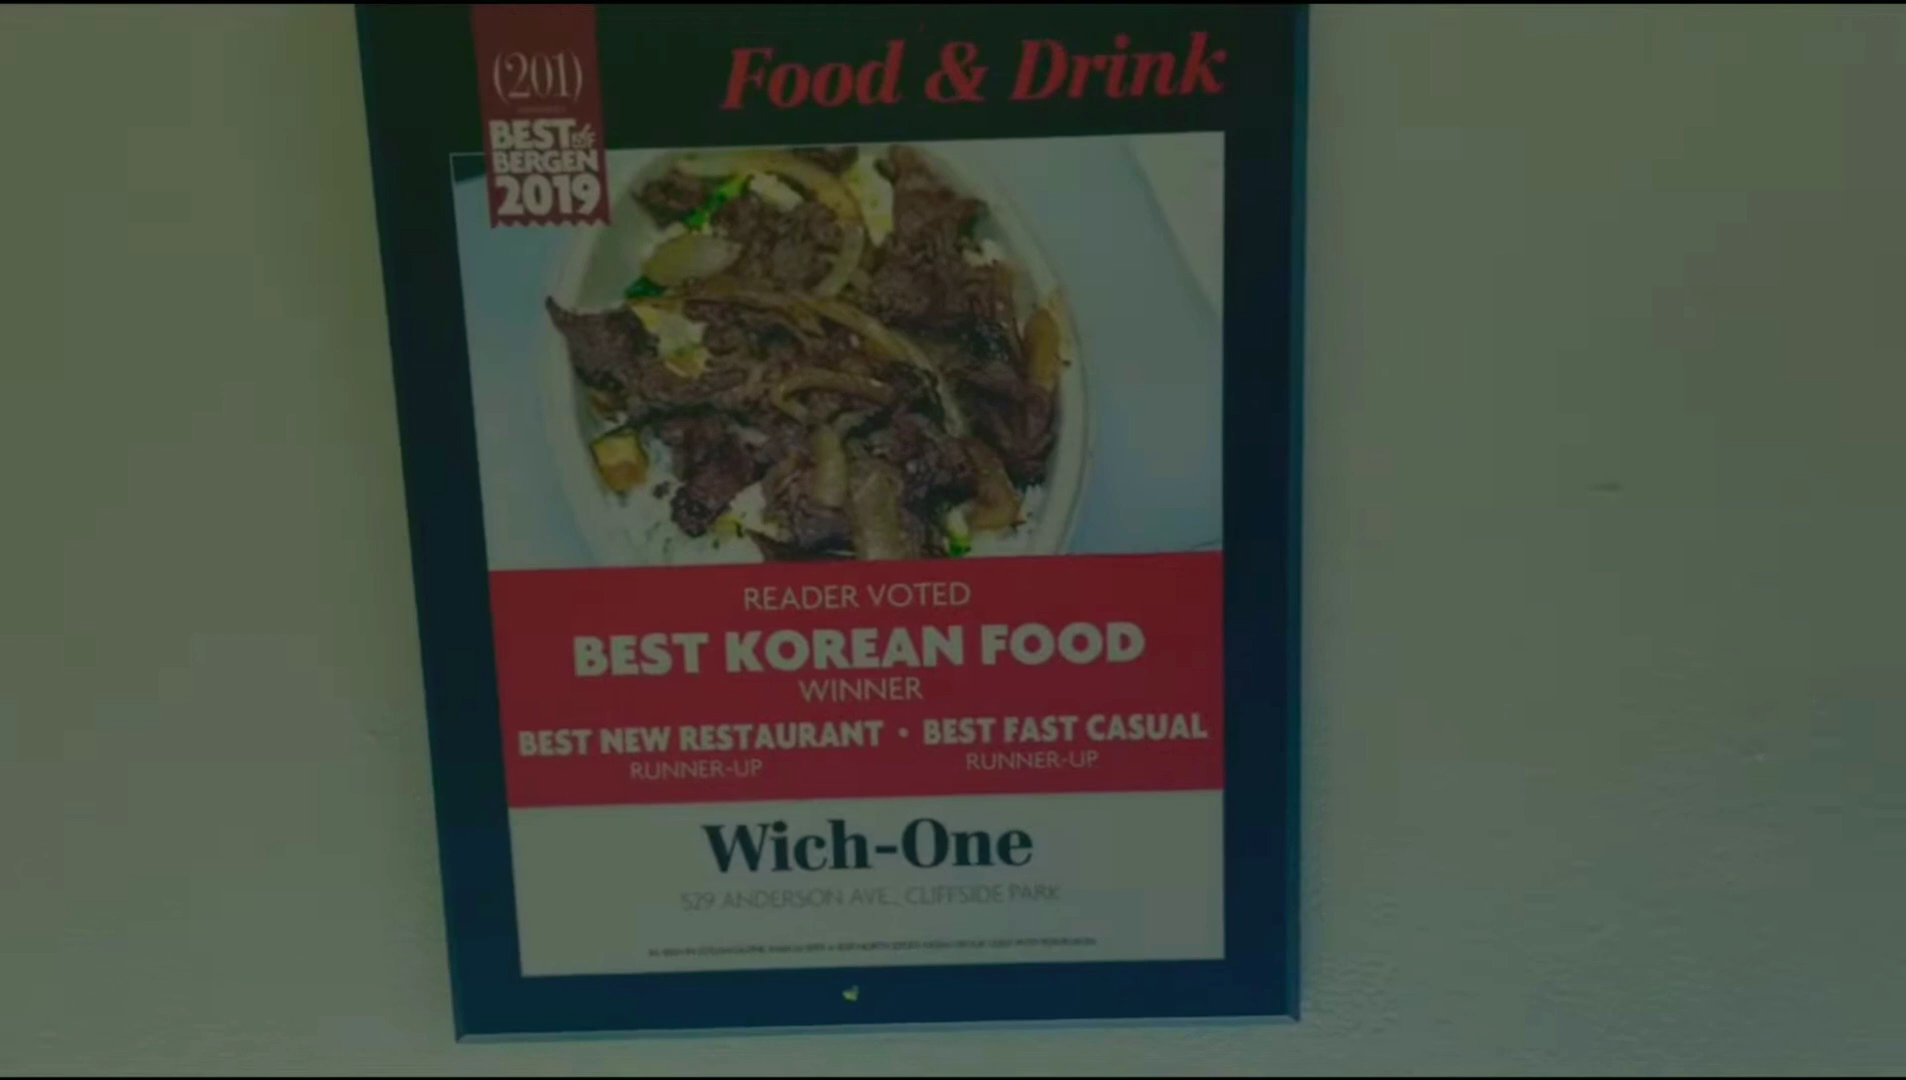 (201)
BEST of
BERGEN
2019
Food & Drink
READER VOTED
BEST KOREAN FOOD
WINNER
BEST NEW RESTAURANT • BEST FAST CASUAL
RUNNER-UP RUNNER-UP
Wich-One
529 ANDERSON AVE., CLIFFSIDE PARK